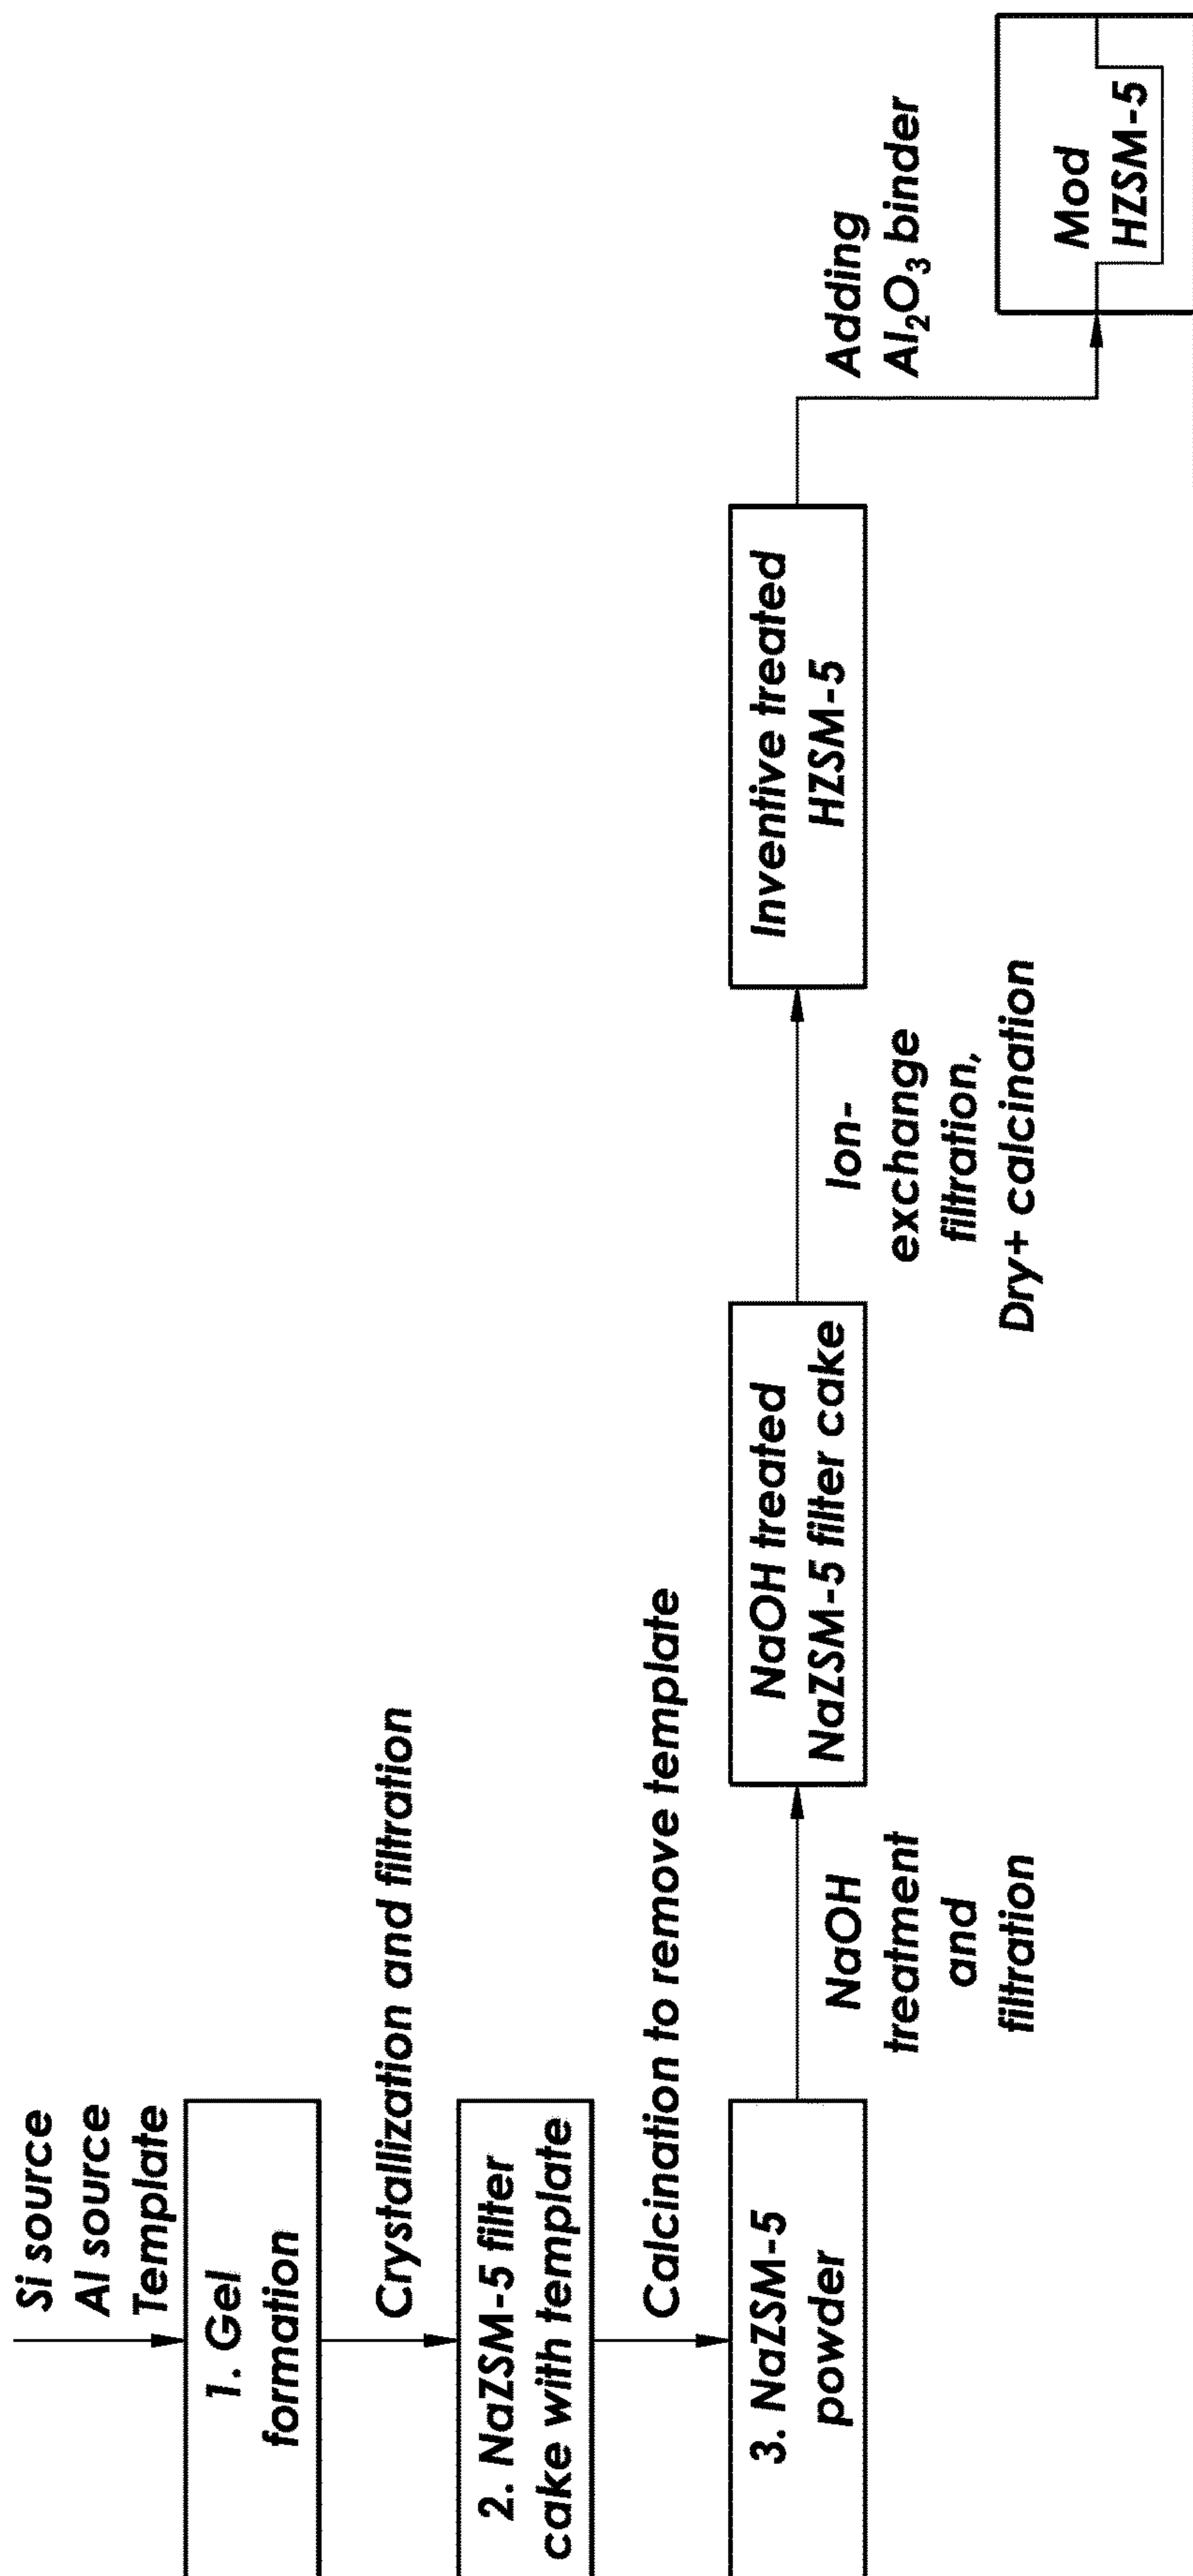 Si source
Al source
Template
1. Gel
formation
Crystallization and filtration
2. NaZSM-5 filter
cake with template
Calcination to remove template
3. NaZSM-5
powder
NaOH
treatment
and
filtration
NaOH treated
NaZSM-5 filter cake
Ion-
exchange
filtration,
Dry+ calcination
Inventive treated
HZSM-5
Adding
Al₂O₃ binder
Mod
HZSM-5